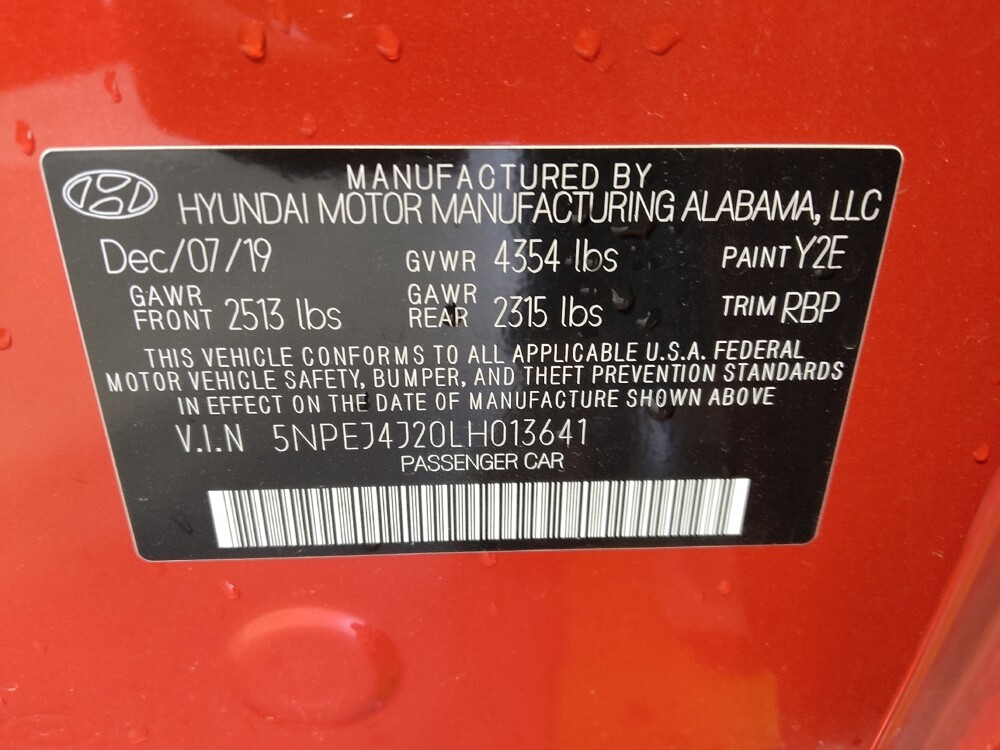 MANUFACTURED BY
HYUNDAI MOTOR MANUFACTURING ALABAMA, LLC
Dec/07/19 GVWR 4354 lbs PAINT Y2E
GAWR FRONT 2513 lbs GAWR REAR 2315 lbs TRIM RBP
THIS VEHICLE CONFORMS TO ALL APPLICABLE U.S.A. FEDERAL
MOTOR VEHICLE SAFETY, BUMPER, AND THEFT PREVENTION STANDARDS
IN EFFECT ON THE DATE OF MANUFACTURE SHOWN ABOVE
V.I.N 5NPEJ4J20LH013641
PASSENGER CAR